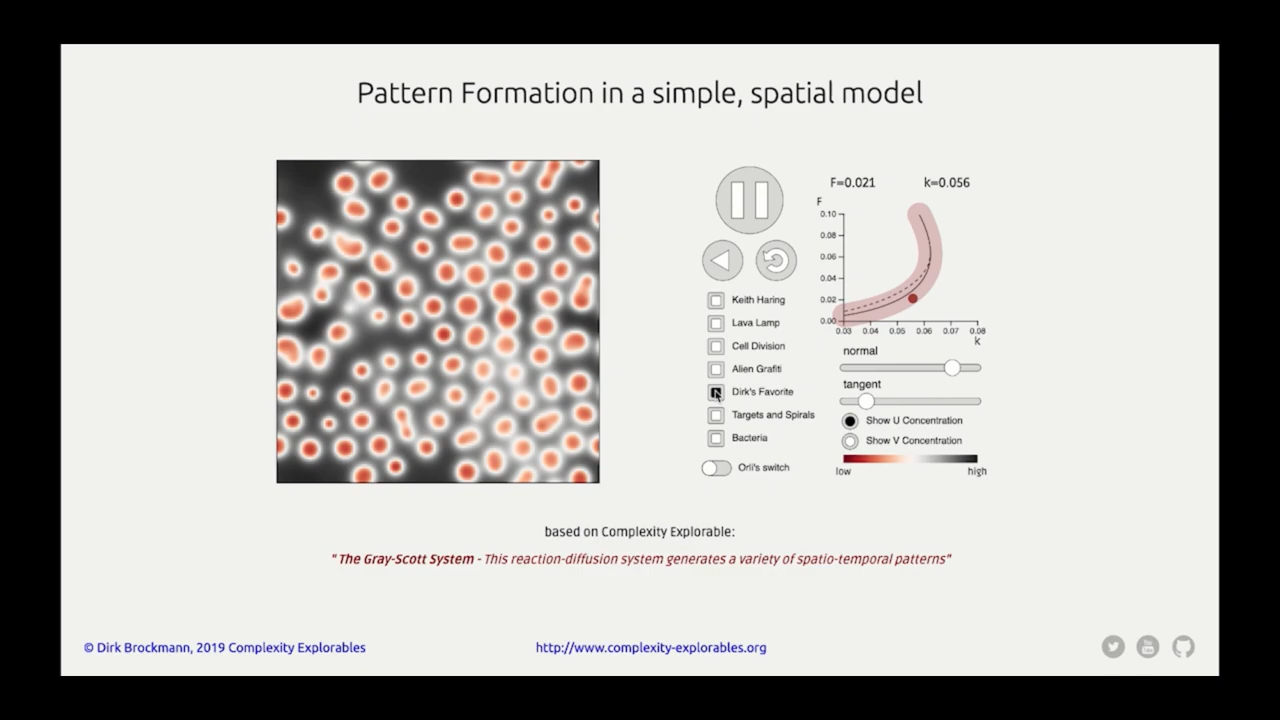 Pattern Formation in a simple, spatial model
F=0.021 k=0.056
F
0.10
0.08
0.06
0.04
0.02
0.00
0.03 0.04 0.05 0.06 0.07 0.08
k
Keith Haring
Lava Lamp
Cell Division
Alien Grafiti
Dirk's Favorite
Targets and Spirals
Bacteria
Orli's switch
normal
tangent
Show U Concentration
Show V Concentration
low high
based on Complexity Explorable:
"The Gray-Scott System - This reaction-diffusion system generates a variety of spatio-temporal patterns"
© Dirk Brockmann, 2019 Complexity Explorables
http://www.complexity-explorables.org
You
Tube